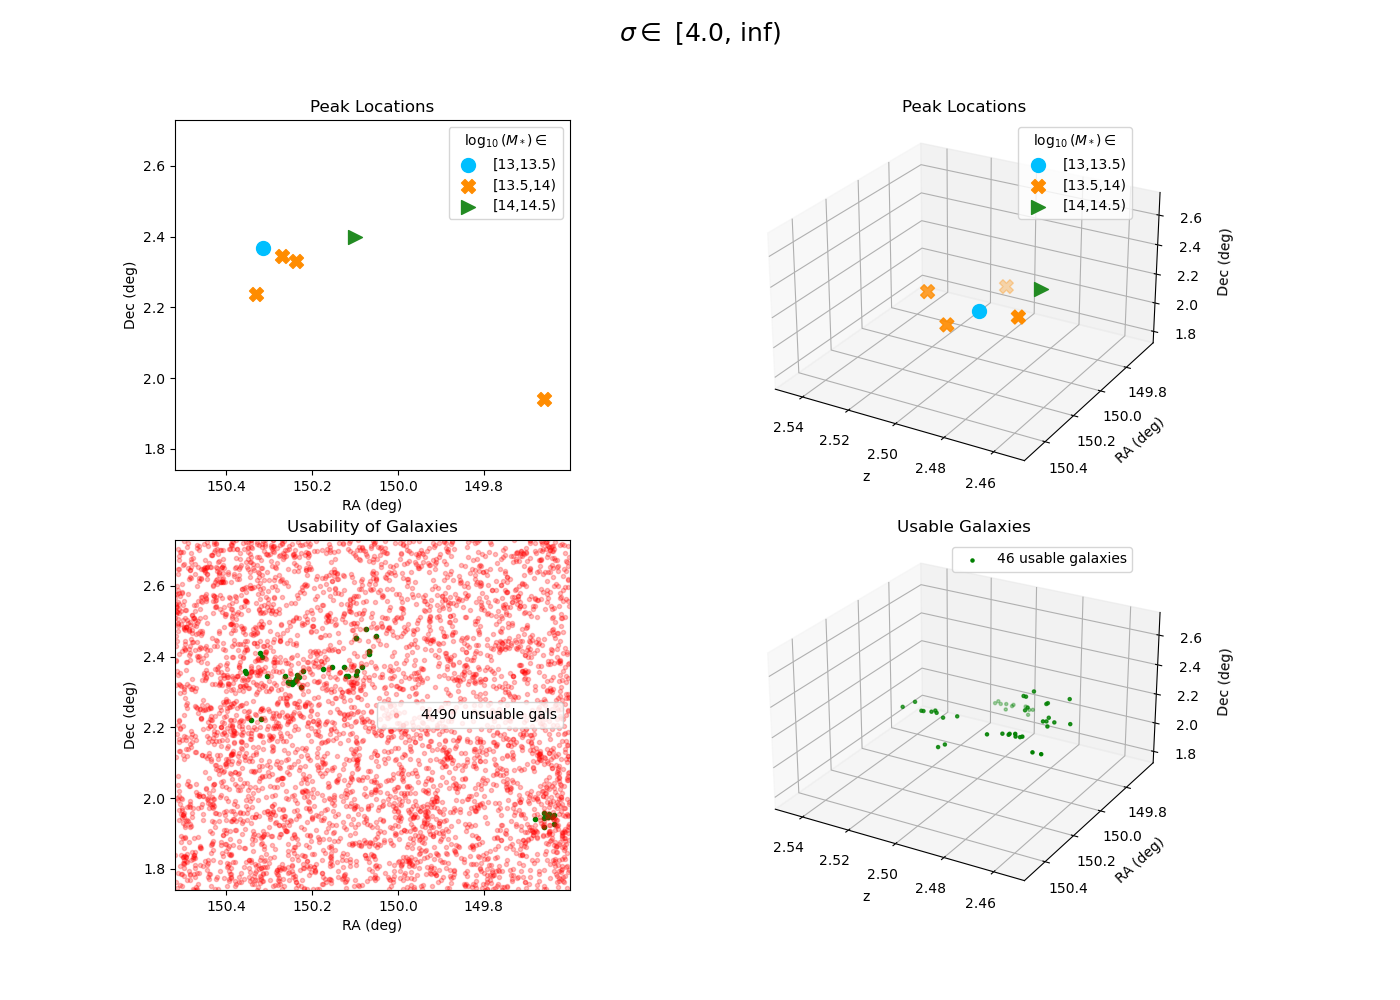 σ ∈ [4.0, inf)
Peak Locations
log₁₀(M*) ∈
[13,13.5)
[13.5,14)
[14,14.5)
2.6
2.4
2.2
2.0
1.8
Dec (deg)
150.4 150.2 150.0 149.8
RA (deg)
Peak Locations
log₁₀(M*) ∈
[13,13.5)
[13.5,14)
[14,14.5)
2.6
2.4
2.2
2.0
1.8
Dec (deg)
149.8
150.0
150.2
150.4
RA (deg)
2.54
2.52
2.50
2.48
2.46
z
Usability of Galaxies
4490 unsuable gals
2.6
2.4
2.2
2.0
1.8
Dec (deg)
150.4 150.2 150.0 149.8
RA (deg)
Usable Galaxies
46 usable galaxies
2.6
2.4
2.2
2.0
1.8
Dec (deg)
149.8
150.0
150.2
150.4
RA (deg)
2.54
2.52
2.50
2.48
2.46
z